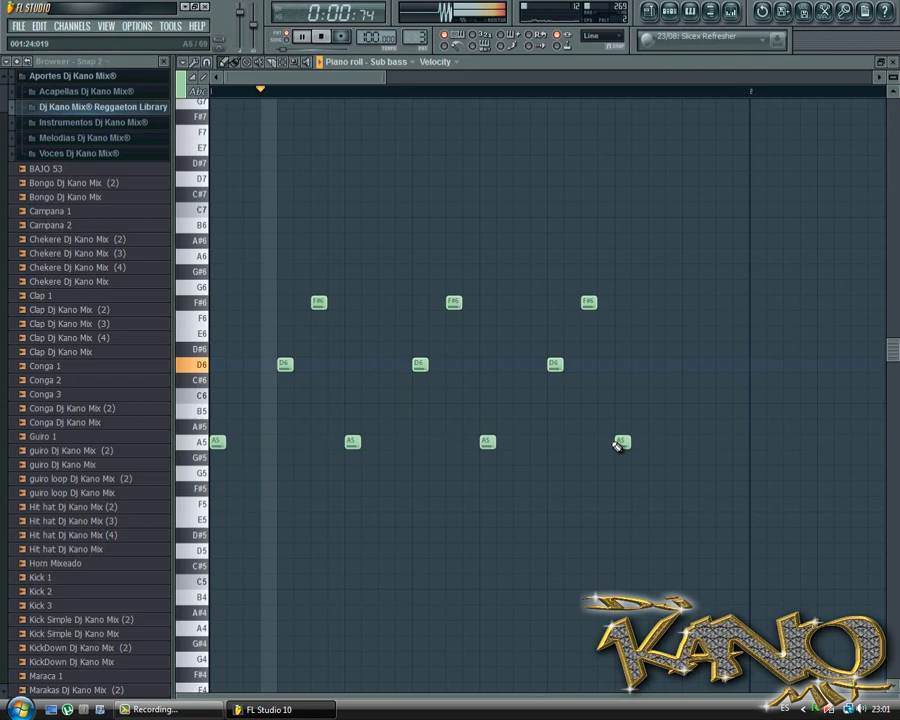 FL STUDIO
0:00:74
FILE EDIT CHANNELS VIEW OPTIONS TOOLS HELP
001:24:019
A5 / 69
100.000
Line
23/08: Slicex Refresher
Browser - Snap 2
Piano roll - Sub bass
Velocity
Aportes Dj Kano Mix®
Acapellas Dj Kano Mix®
Dj Kano Mix® Reggaeton Library
Instrumentos Dj Kano Mix®
Melodias Dj Kano Mix®
Voces Dj Kano Mix®
BAJO 53
Bongo Dj Kano Mix (2)
Bongo Dj Kano Mix
Campana 1
Campana 2
Chekere Dj Kano Mix (2)
Chekere Dj Kano Mix (3)
Chekere Dj Kano Mix (4)
Chekere Dj Kano Mix
Clap 1
Clap Dj Kano Mix (2)
Clap Dj Kano Mix (3)
Clap Dj Kano Mix (4)
Clap Dj Kano Mix
Conga 1
Conga 2
Conga 3
Conga Dj Kano Mix (2)
Conga Dj Kano Mix
Guiro 1
guiro Dj Kano Mix (2)
guiro Dj Kano Mix
guiro loop Dj Kano Mix (2)
guiro loop Dj Kano Mix
Hit hat Dj Kano Mix (2)
Hit hat Dj Kano Mix (3)
Hit hat Dj Kano Mix (4)
Hit hat Dj Kano Mix
Horn Mixeado
Kick 1
Kick 2
Kick 3
Kick Simple Dj Kano Mix (2)
Kick Simple Dj Kano Mix
KickDown Dj Kano Mix (2)
KickDown Dj Kano Mix
Maraca 1
Marakas Dj Kano Mix (2)
Abc
2
G7
F#7
F7
E7
D#7
D7
C#7
C7
B6
A#6
A6
G#6
G6
F#6 F#6 F#6 F#6
F6
E6
D#6
D6 D6 D6 D6
C#6
C6
B5
A#5
A5 A5 A5 A5 A5
G#5
G5
F#5
F5
E5
D#5
D5
C#5
C5
B4
A#4
A4
G#4
G4
F#4
F4
DJ
KANO
MIX
Recording...
FL Studio 10
ES
23:01